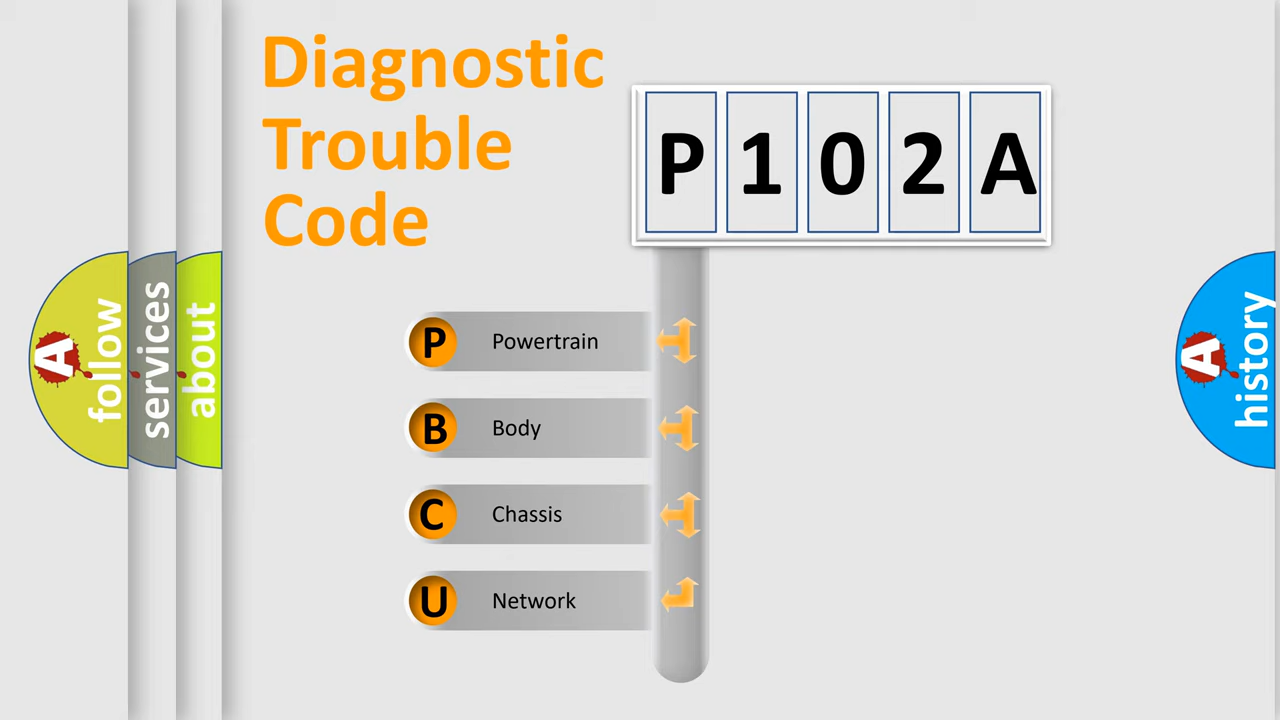 Diagnostic
Trouble
Code
P 1 0 2 A
P Powertrain
B Body
C Chassis
U Network
A follow
services
about
A history